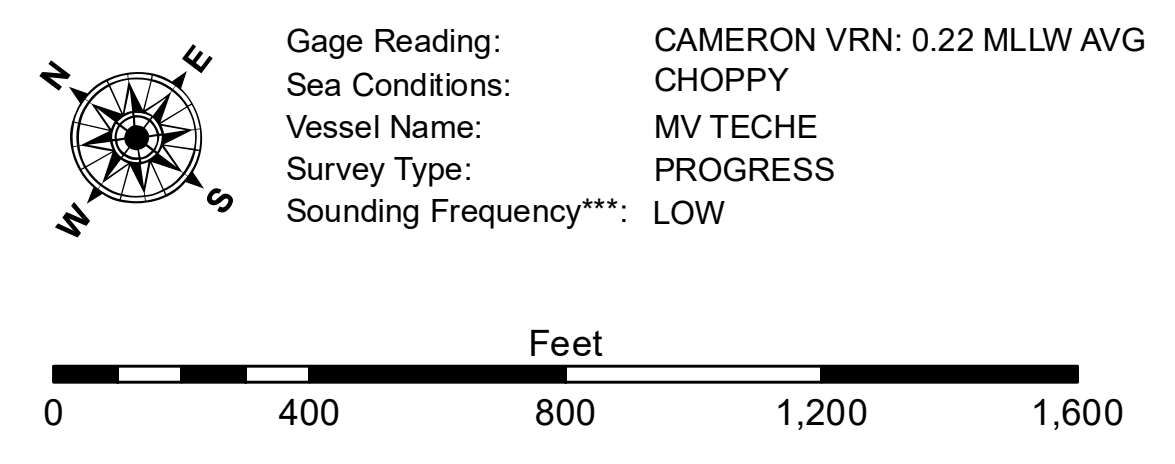 N
E
W
S
Gage Reading: CAMERON VRN: 0.22 MLLW AVG
Sea Conditions: CHOPPY
Vessel Name: MV TECHE
Survey Type: PROGRESS
Sounding Frequency***: LOW
Feet
0 400 800 1,200 1,600